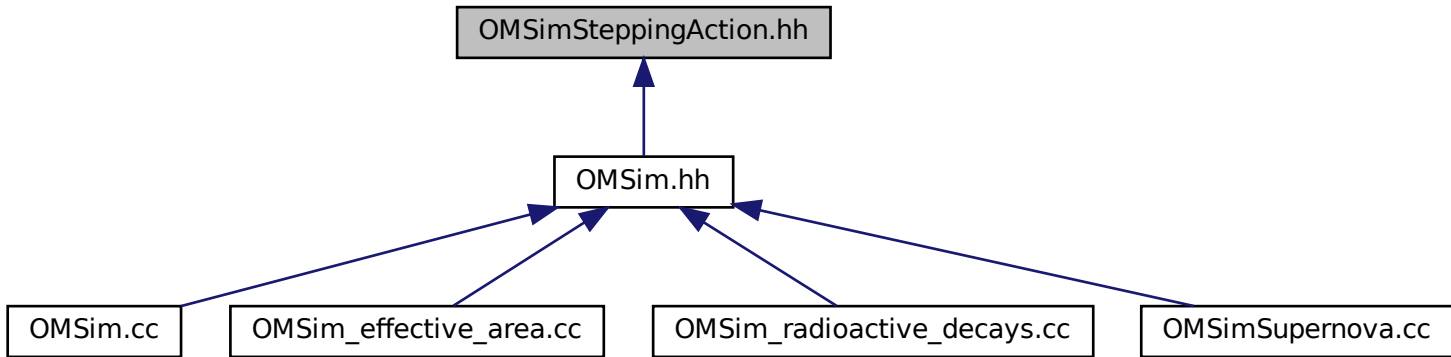 OMSimSteppingAction.hh
OMSim.hh
OMSim.cc
OMSim_effective_area.cc
OMSim_radioactive_decays.cc
OMSimSupernova.cc